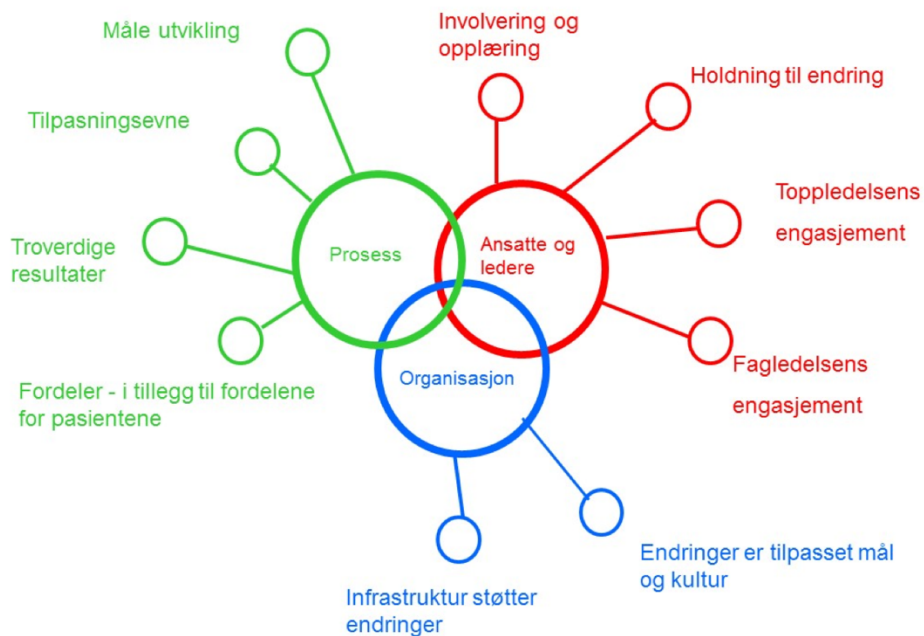 Måle utvikling
Involvering og
opplæring
Holdning til endring
Tilpasningsevne
Toppledelsens
engasjement
Troverdige
resultater
Prosess
Ansatte og
ledere
Fagledelsens
engasjement
Fordeler - i tillegg til fordelene
for pasientene
Organisasjon
Endringer er tilpasset mål
og kultur
Infrastruktur støtter
endringer